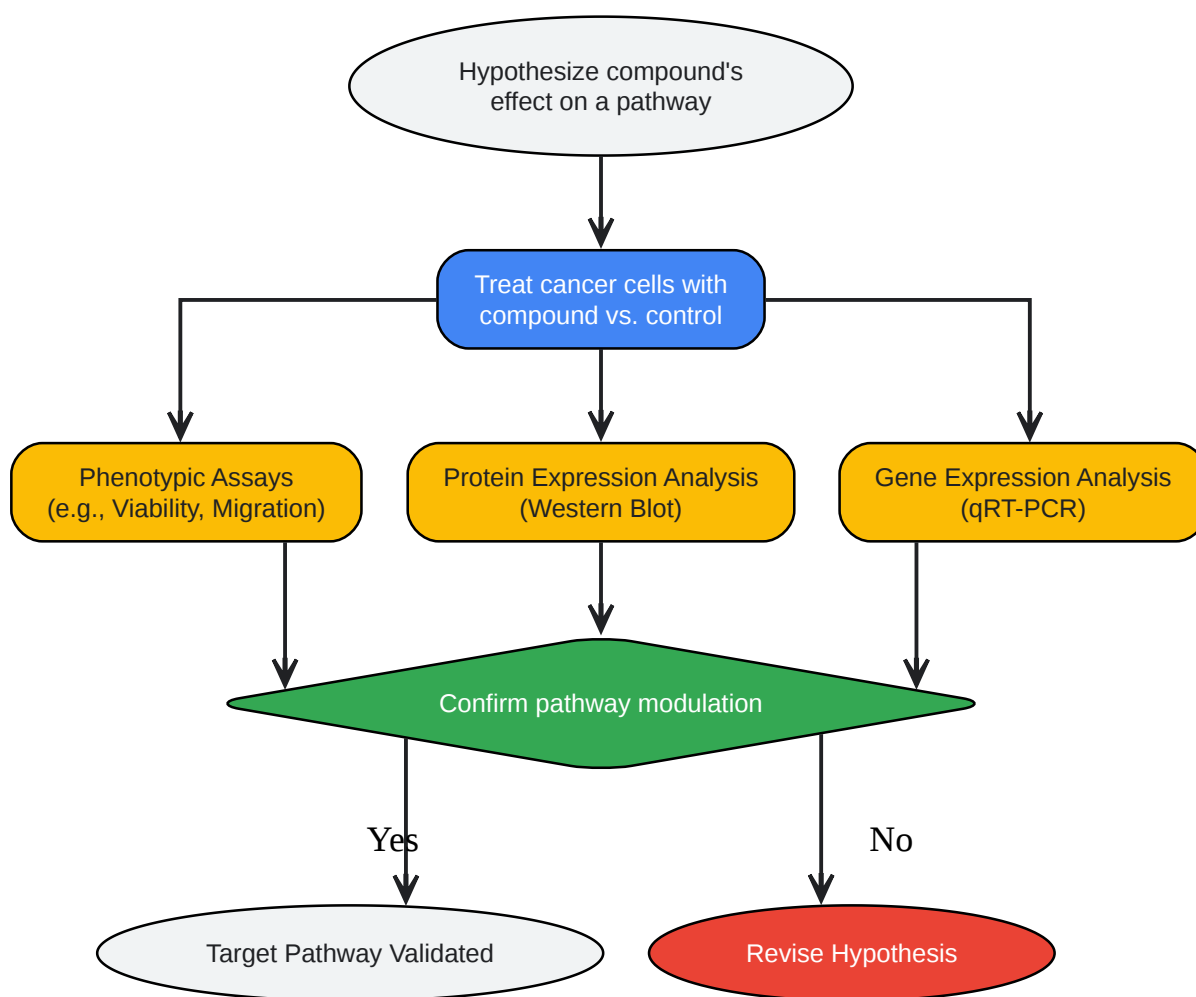 Hypothesize compound's
effect on a pathway
Treat cancer cells with
compound vs. control
Phenotypic Assays
(e.g., Viability, Migration)
Protein Expression Analysis
(Western Blot)
Gene Expression Analysis
(qRT-PCR)
Confirm pathway modulation
Yes
No
Target Pathway Validated
Revise Hypothesis